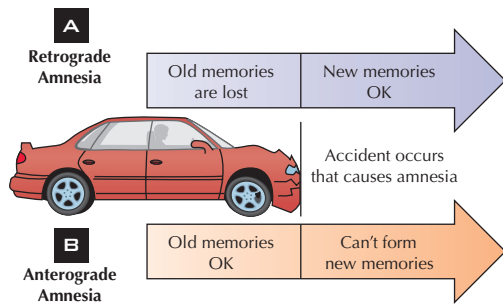 A
Retrograde
Amnesia
Old memories
are lost
New memories
OK
Accident occurs
that causes amnesia
B
Anterograde
Amnesia
Old memories
OK
Can't form
new memories